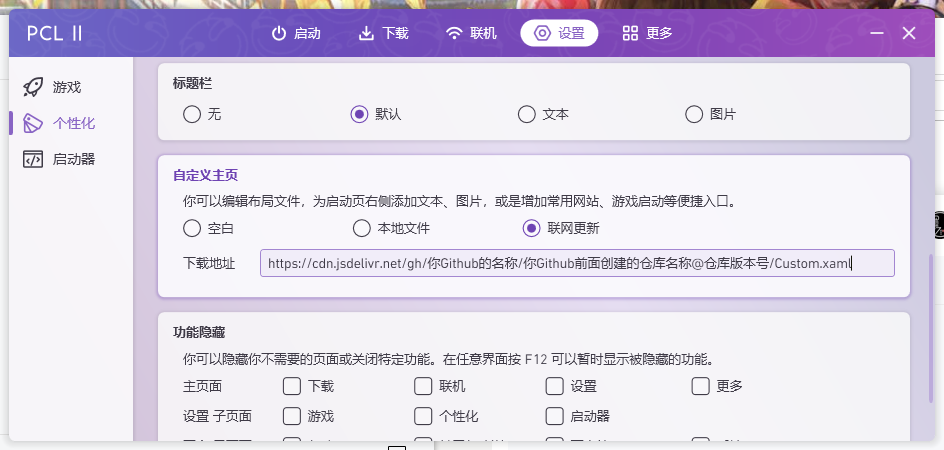 PCL II 启动 下载 联机 设置 更多
游戏
个性化
启动器
标题栏
无 默认 文本 图片
自定义主页
你可以编辑布局文件，为启动页右侧添加文本、图片，或是增加常用网站、游戏启动等便捷入口。
空白 本地文件 联网更新
下载地址 https://cdn.jsdelivr.net/gh/你Github的名称/你Github前面创建的仓库名称@仓库版本号/Custom.xaml
功能隐藏
你可以隐藏你不需要的页面或关闭特定功能。在任意界面按 F12 可以暂时显示被隐藏的功能。
主页面 下载 联机 设置 更多
设置 子页面 游戏 个性化 启动器